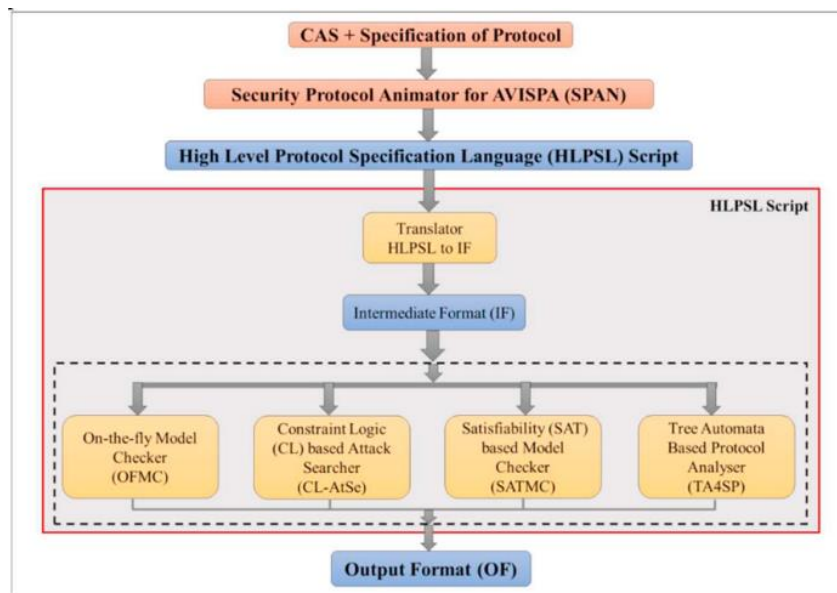 CAS + Specification of Protocol
Security Protocol Animator for AVISPA (SPAN)
High Level Protocol Specification Language (HLPSL) Script
HLPSL Script
Translator
HLPSL to IF
Intermediate Format (IF)
On-the-fly Model
Checker
(OFMC)
Constraint Logic
(CL) based Attack
Searcher
(CL-AtSe)
Satisfiability (SAT)
based Model
Checker
(SATMC)
Tree Automata
Based Protocol
Analyser
(TA4SP)
Output Format (OF)